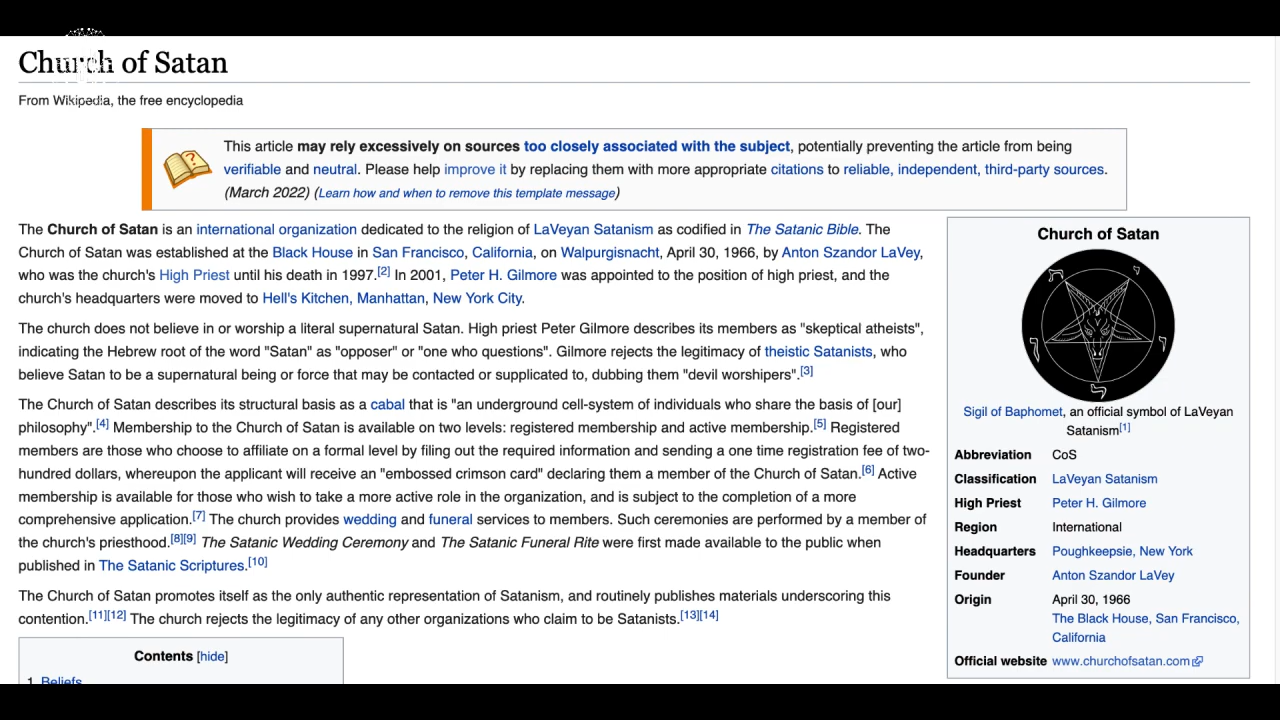 Church of Satan
From Wikipedia, the free encyclopedia
This article may rely excessively on sources too closely associated with the subject, potentially preventing the article from being
verifiable and neutral. Please help improve it by replacing them with more appropriate citations to reliable, independent, third-party sources.
(March 2022) (Learn how and when to remove this template message)
The Church of Satan is an international organization dedicated to the religion of LaVeyan Satanism as codified in The Satanic Bible. The
Church of Satan was established at the Black House in San Francisco, California, on Walpurgisnacht, April 30, 1966, by Anton Szandor LaVey,
who was the church's High Priest until his death in 1997.[2] In 2001, Peter H. Gilmore was appointed to the position of high priest, and the
church's headquarters were moved to Hell's Kitchen, Manhattan, New York City.
The church does not believe in or worship a literal supernatural Satan. High priest Peter Gilmore describes its members as "skeptical atheists",
indicating the Hebrew root of the word "Satan" as "opposer" or "one who questions". Gilmore rejects the legitimacy of theistic Satanists, who
believe Satan to be a supernatural being or force that may be contacted or supplicated to, dubbing them "devil worshipers".[3]
The Church of Satan describes its structural basis as a cabal that is "an underground cell-system of individuals who share the basis of [our]
philosophy".[4] Membership to the Church of Satan is available on two levels: registered membership and active membership.[5] Registered
members are those who choose to affiliate on a formal level by filing out the required information and sending a one time registration fee of two-
hundred dollars, whereupon the applicant will receive an "embossed crimson card" declaring them a member of the Church of Satan.[6] Active
membership is available for those who wish to take a more active role in the organization, and is subject to the completion of a more
comprehensive application.[7] The church provides wedding and funeral services to members. Such ceremonies are performed by a member of
the church's priesthood.[8][9] The Satanic Wedding Ceremony and The Satanic Funeral Rite were first made available to the public when
published in The Satanic Scriptures.[10]
The Church of Satan promotes itself as the only authentic representation of Satanism, and routinely publishes materials underscoring this
contention.[11][12] The church rejects the legitimacy of any other organizations who claim to be Satanists.[13][14]
Contents [hide]
1 Beliefs
Church of Satan
Sigil of Baphomet, an official symbol of LaVeyan
Satanism[1]
Abbreviation CoS
Classification LaVeyan Satanism
High Priest Peter H. Gilmore
Region International
Headquarters Poughkeepsie, New York
Founder Anton Szandor LaVey
Origin April 30, 1966
The Black House, San Francisco,
California
Official website www.churchofsatan.com